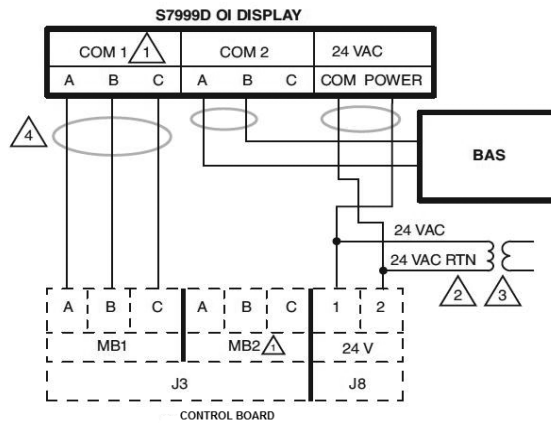 S7999D OI DISPLAY
COM 1 1 COM 2 24 VAC
A B C A B C COM POWER
4
BAS
24 VAC
24 VAC RTN
2 3
A B C A B C 1 2
MB1 MB2 1 24 V
J3 J8
CONTROL BOARD